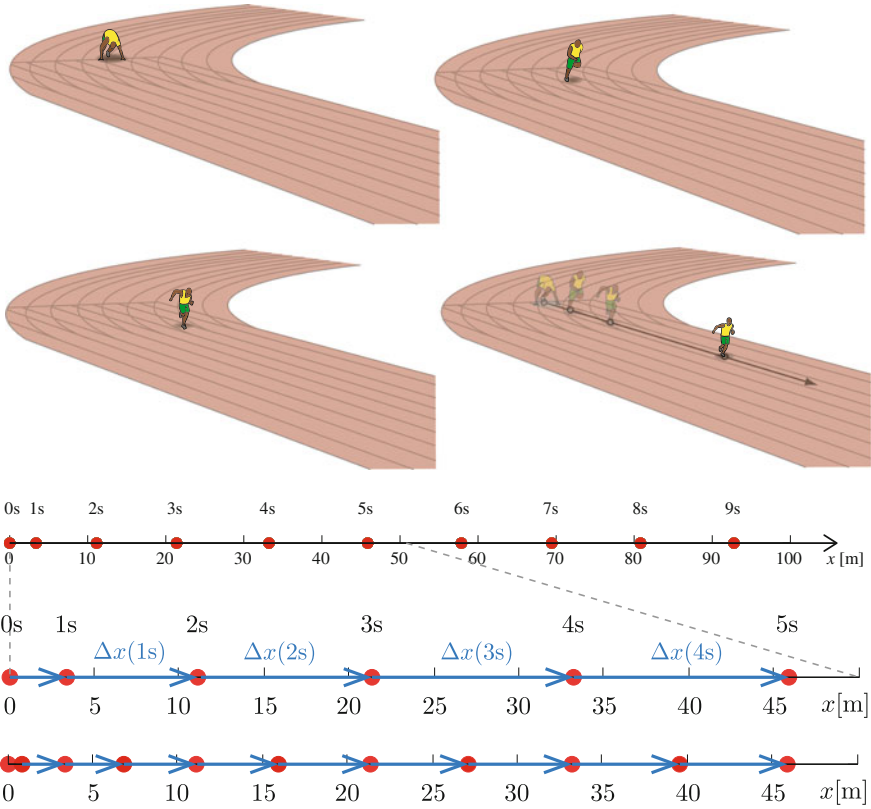 0s 1s 2s 3s 4s 5s 6s 7s 8s 9s
0 10 20 30 40 50 60 70 80 90 100 x [m]
0s 1s 2s 3s 4s 5s
Δx(1s) Δx(2s) Δx(3s) Δx(4s)
0 5 10 15 20 25 30 35 40 45 x[m]
0 5 10 15 20 25 30 35 40 45 x[m]